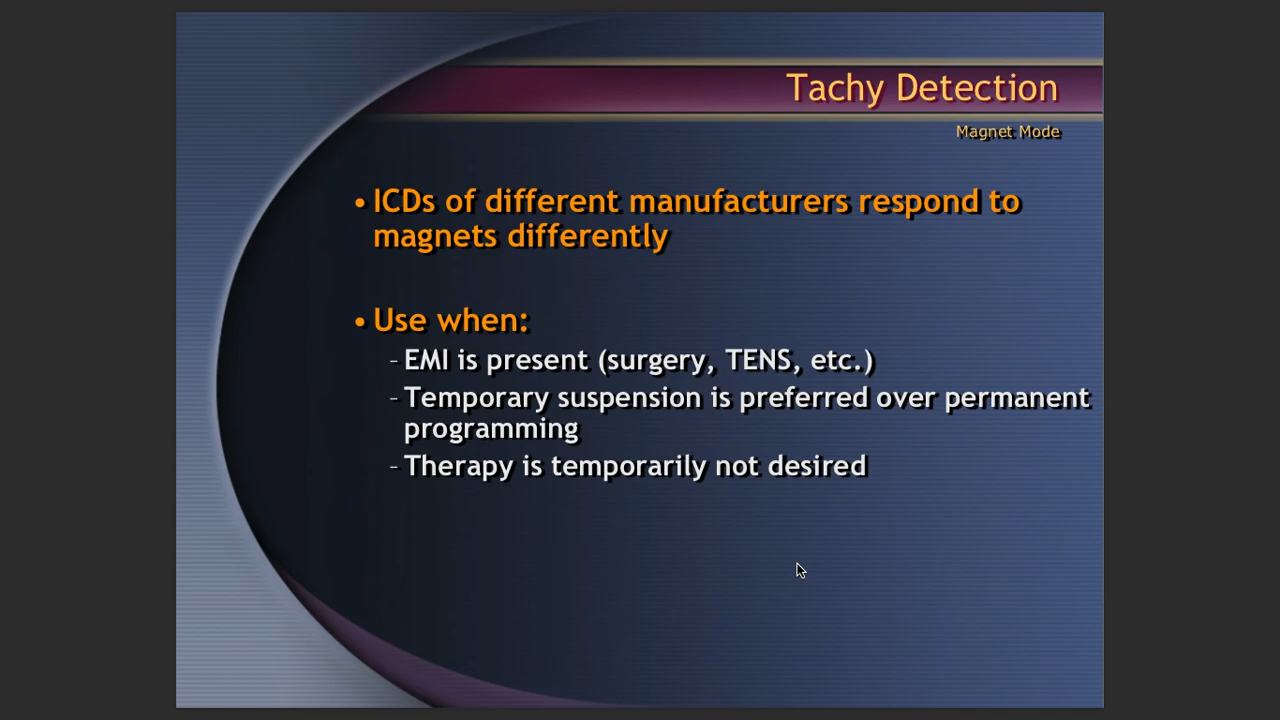 Tachy Detection
Magnet Mode
• ICDs of different manufacturers respond to
magnets differently
• Use when:
- EMI is present (surgery, TENS, etc.)
- Temporary suspension is preferred over permanent
programming
- Therapy is temporarily not desired